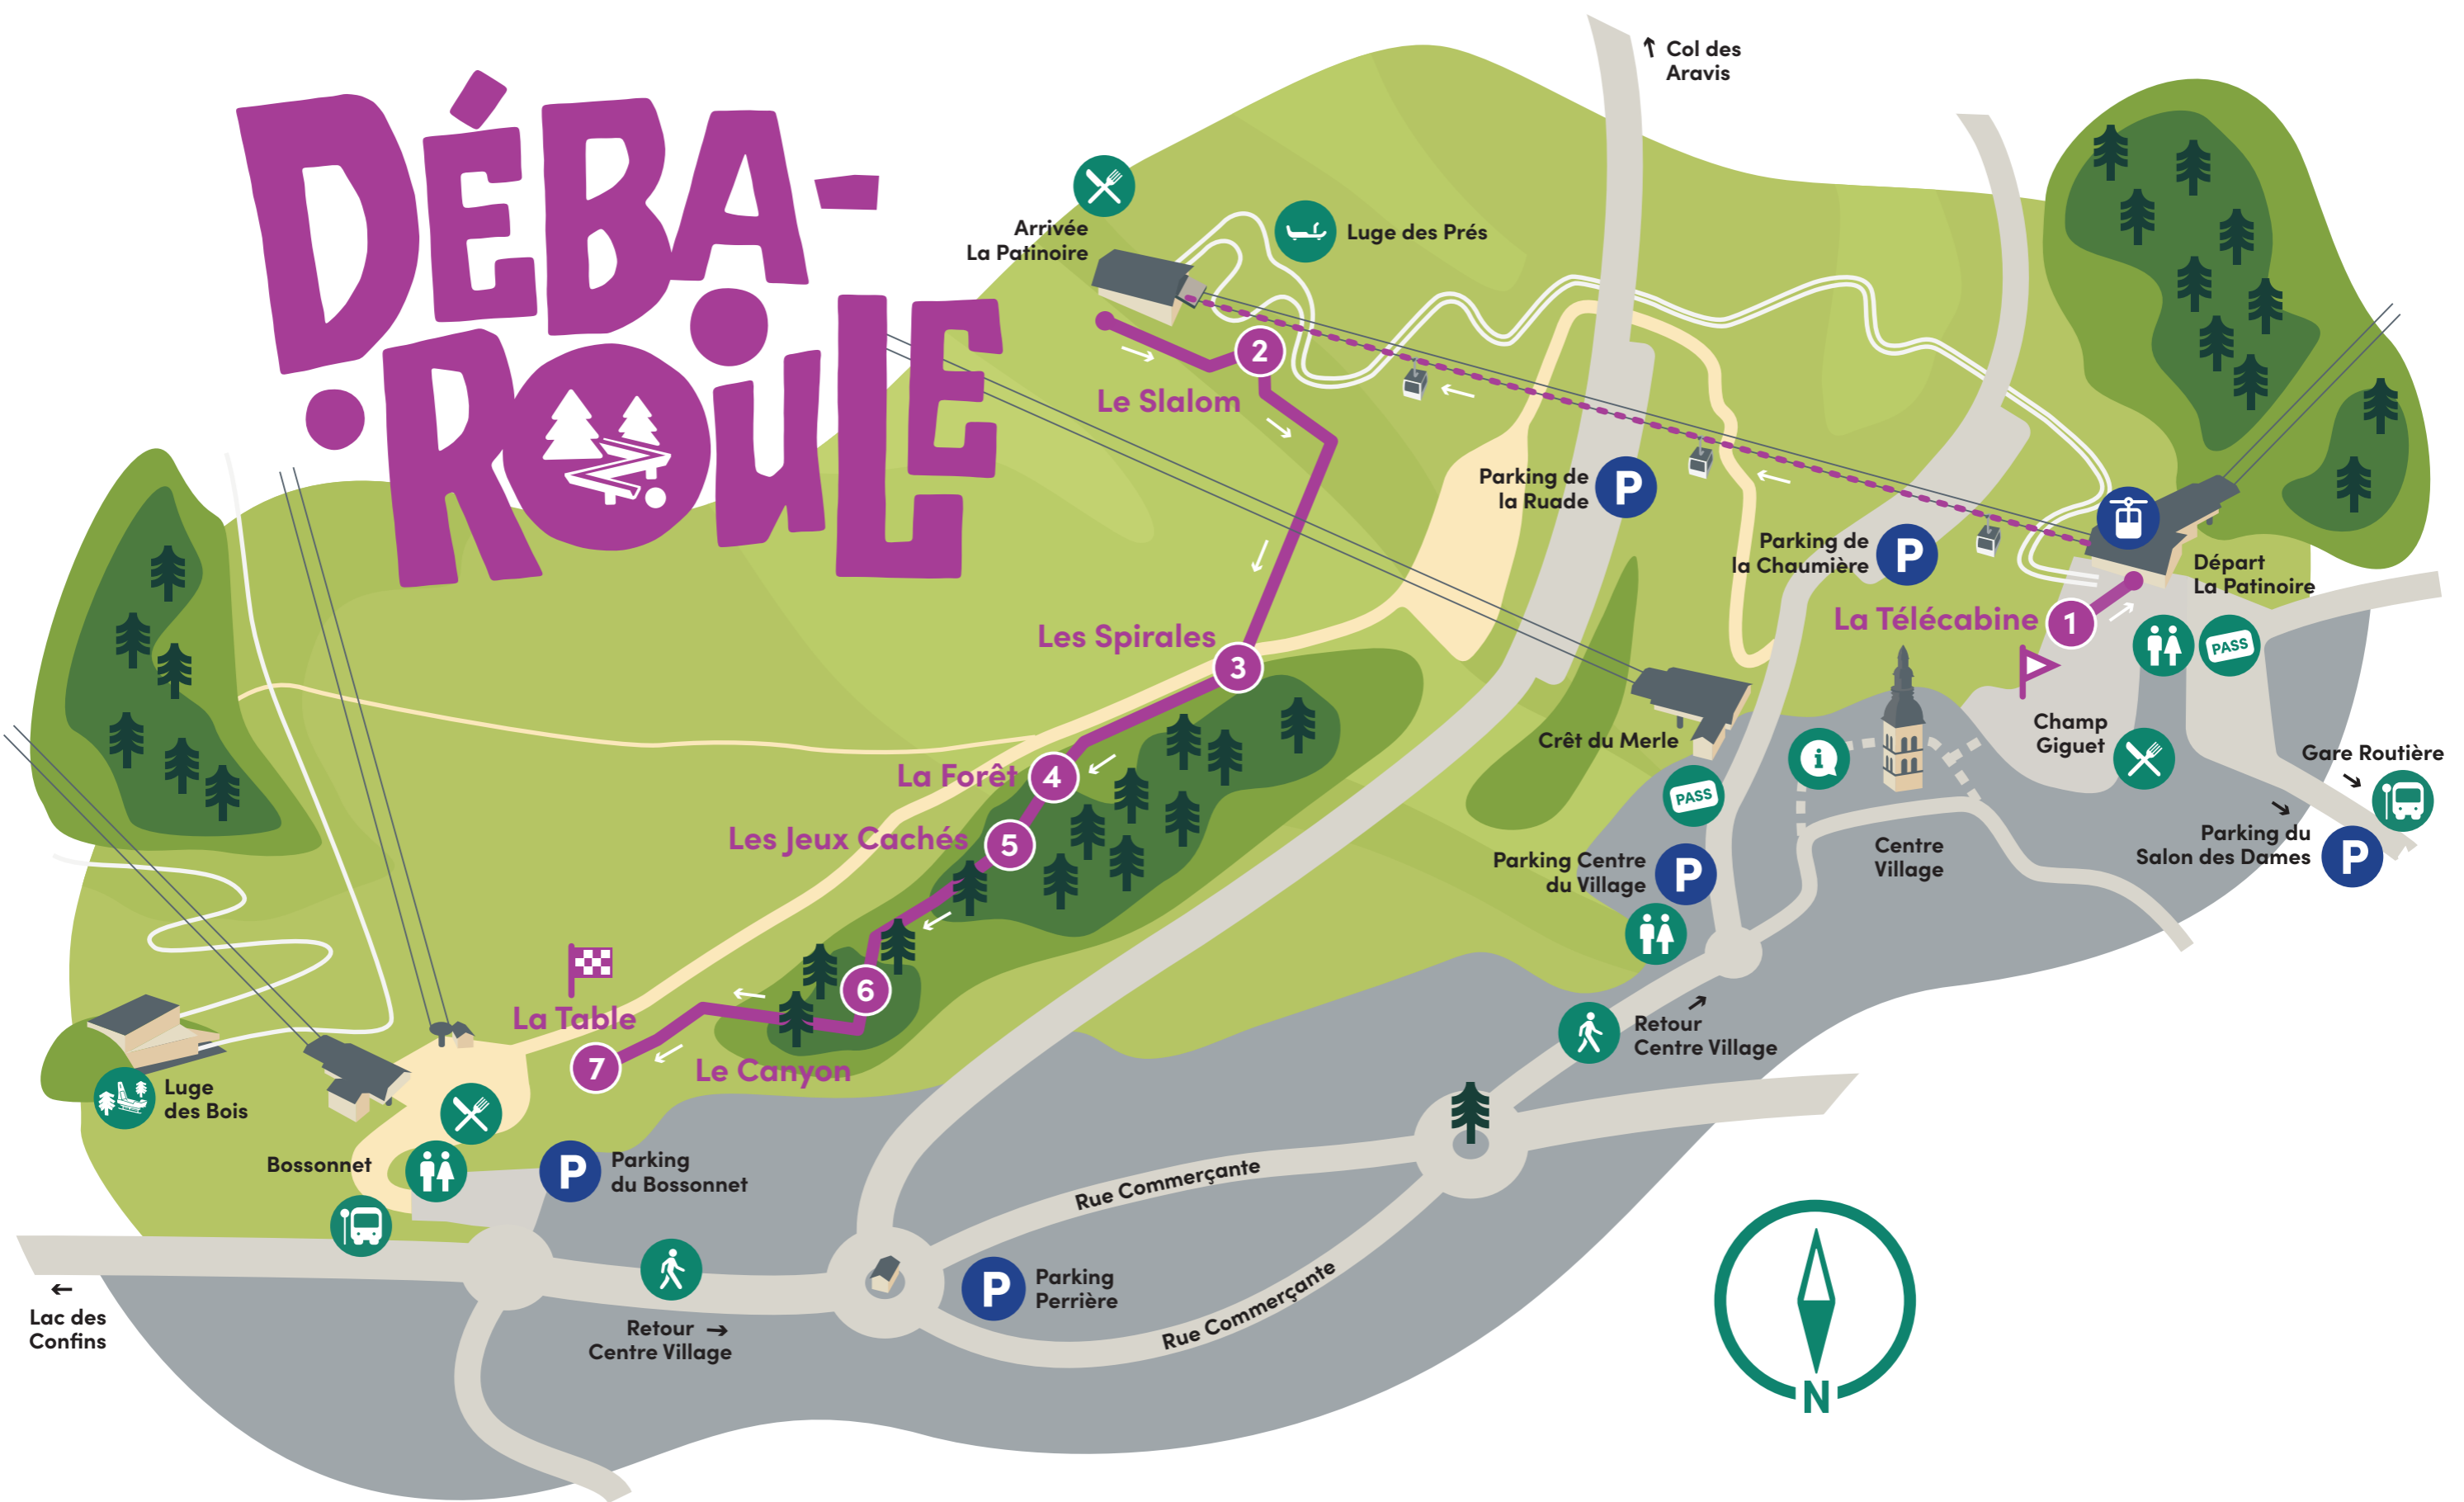 DÉBA-
ROULE
Col des
Aravis
Arrivée
La Patinoire
Luge des Prés
2
Le Slalom
Parking de
la Ruade
P
Parking de
la Chaumière
P
Départ
La Patinoire
La Télécabine
1
PASS
Les Spirales
3
Champ
Giguet
Crêt du Merle
PASS
i
Gare Routière
Parking du
Salon des Dames
P
La Forêt
4
Les Jeux Cachés
5
Centre
Village
Parking Centre
du Village
P
6
La Table
7
Le Canyon
Retour
Centre Village
Luge
des Bois
Bossonnet
P
Parking
du Bossonnet
Rue Commerçante
Rue Commerçante
P
Parking
Perrière
Lac des
Confins
Retour
Centre Village
N